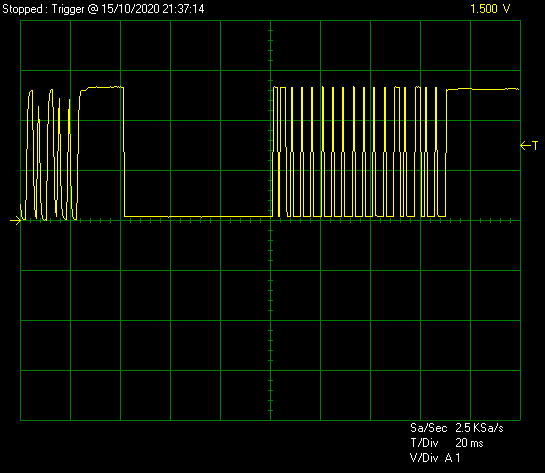 Stopped : Trigger @ 15/10/2020 21:37:14 1.500 V
T
Sa/Sec 2.5 KSa/s
T/Div 20 ms
V/Div A 1